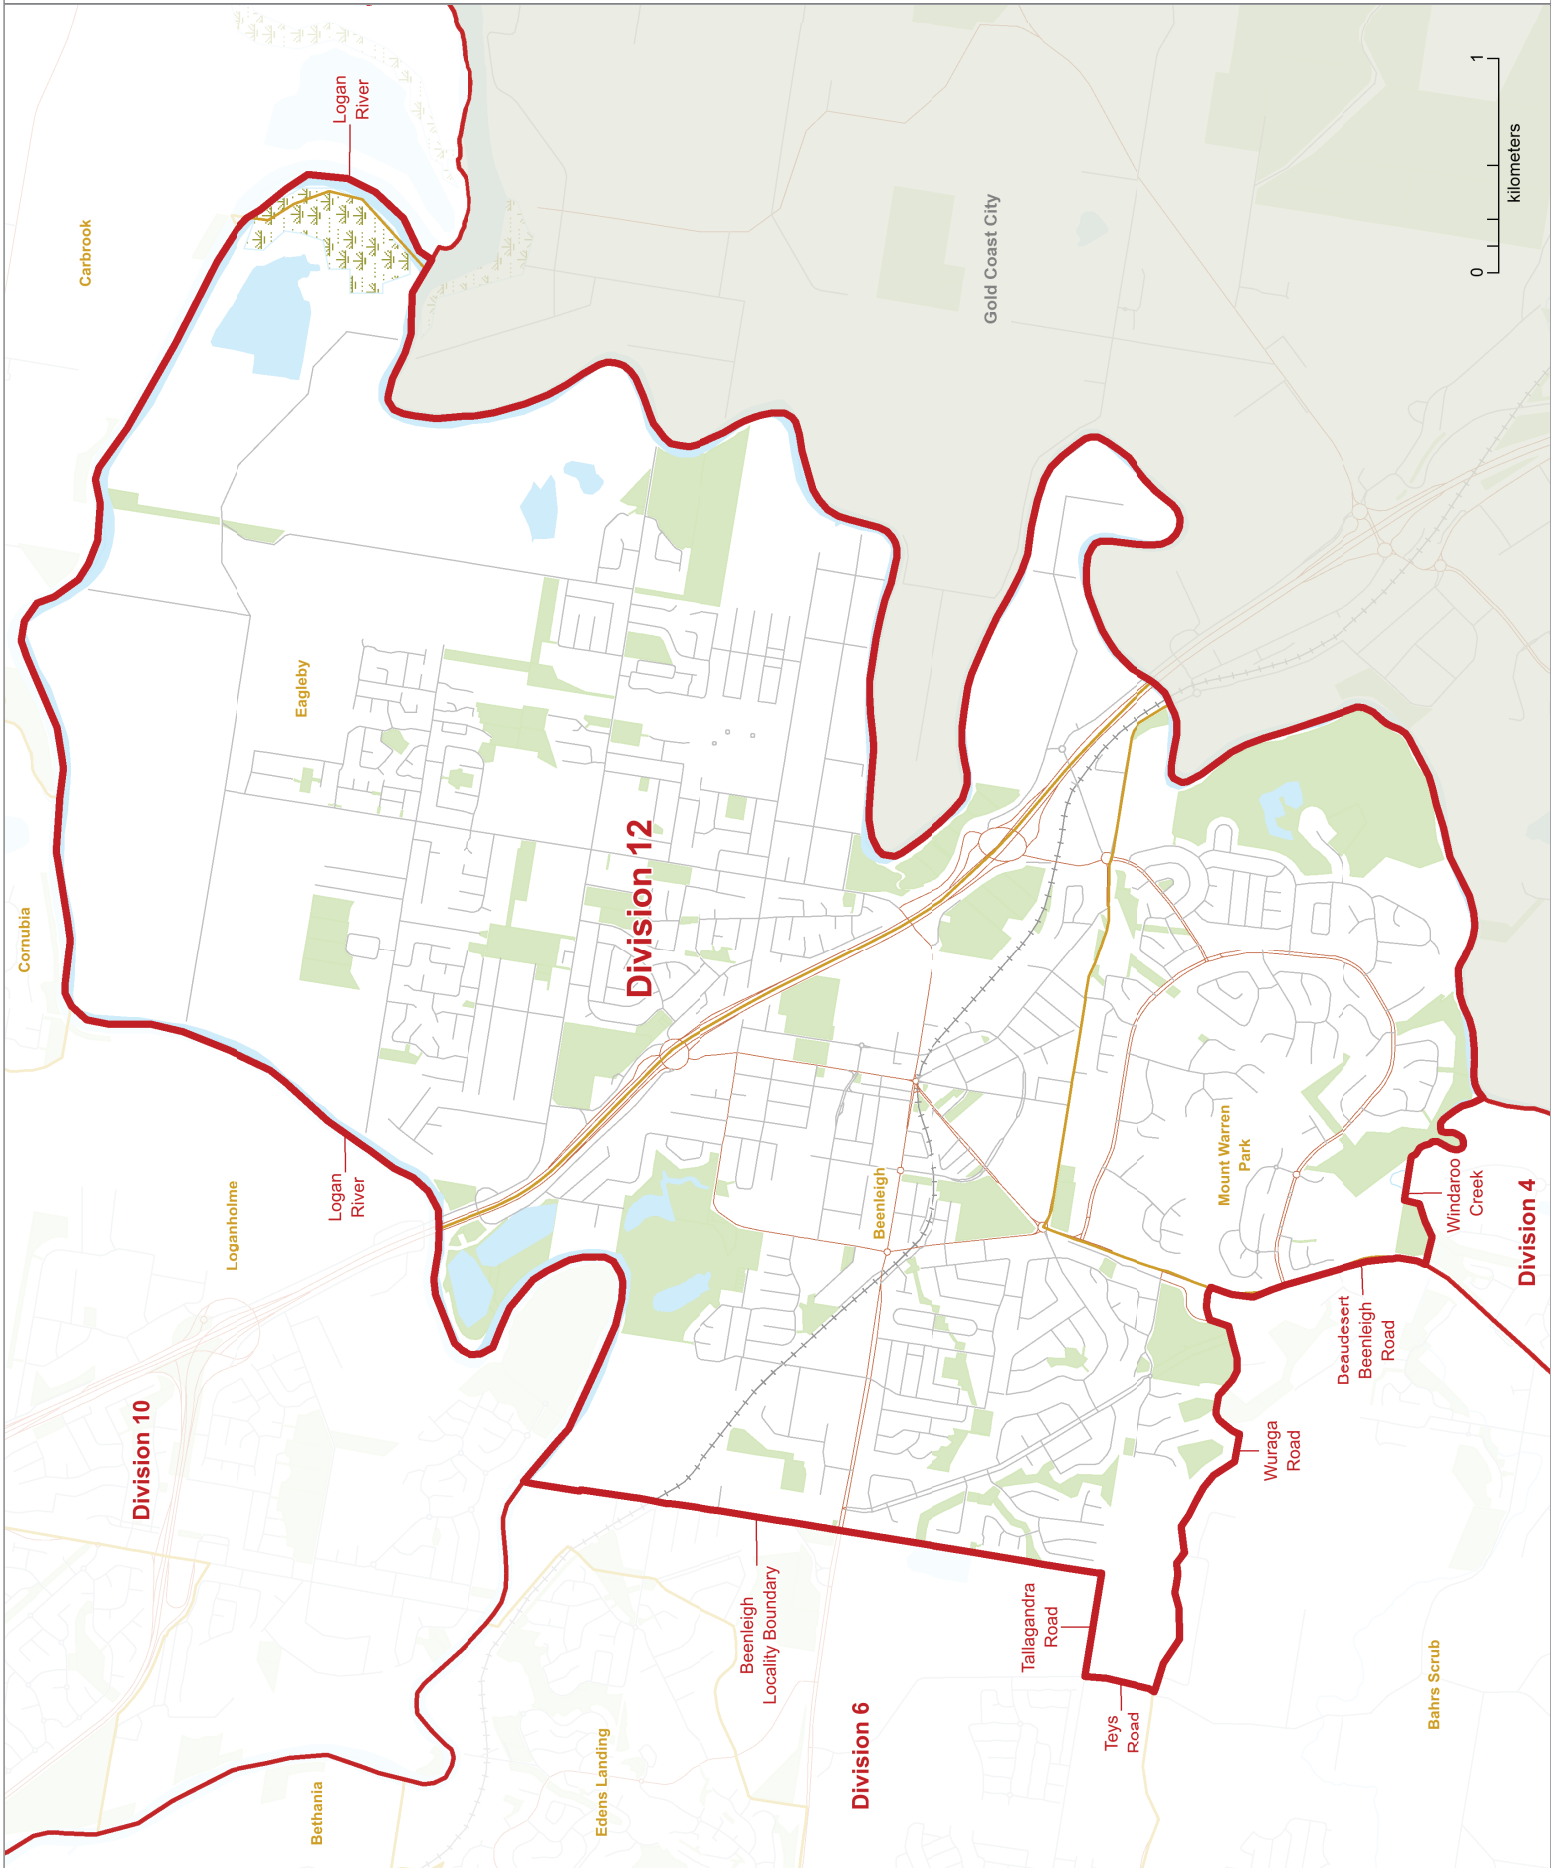 Carbrook
Logan
River
Cornubia
Loganholme
Logan
River
Division 10
Bethania
Eagleby
Division 12
Edens Landing
Beenleigh
Locality Boundary
Division 6
Beenleigh
Gold Coast City
Tallagandra
Road
Teys
Road
Mount Warren
Park
Wuraga
Road
Beaudesert
Beenleigh
Road
Windaroo
Creek
Division 4
Bahrs Scrub
0
1
kilometers